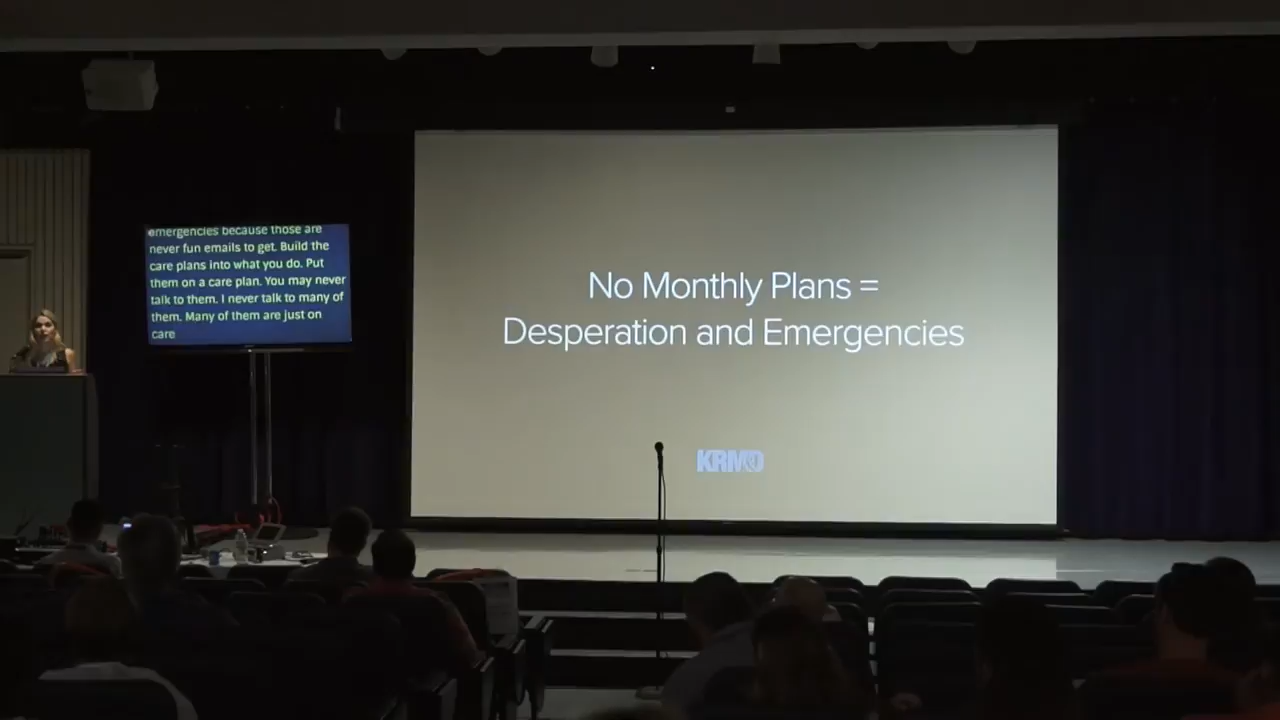 emergencies because those are
never fun emails to get. Build the
care plans into what you do. Put
them on a care plan. You may never
talk to them. I never talk to many of
them. Many of them are just on
care
No Monthly Plans =
Desperation and Emergencies
KRMD